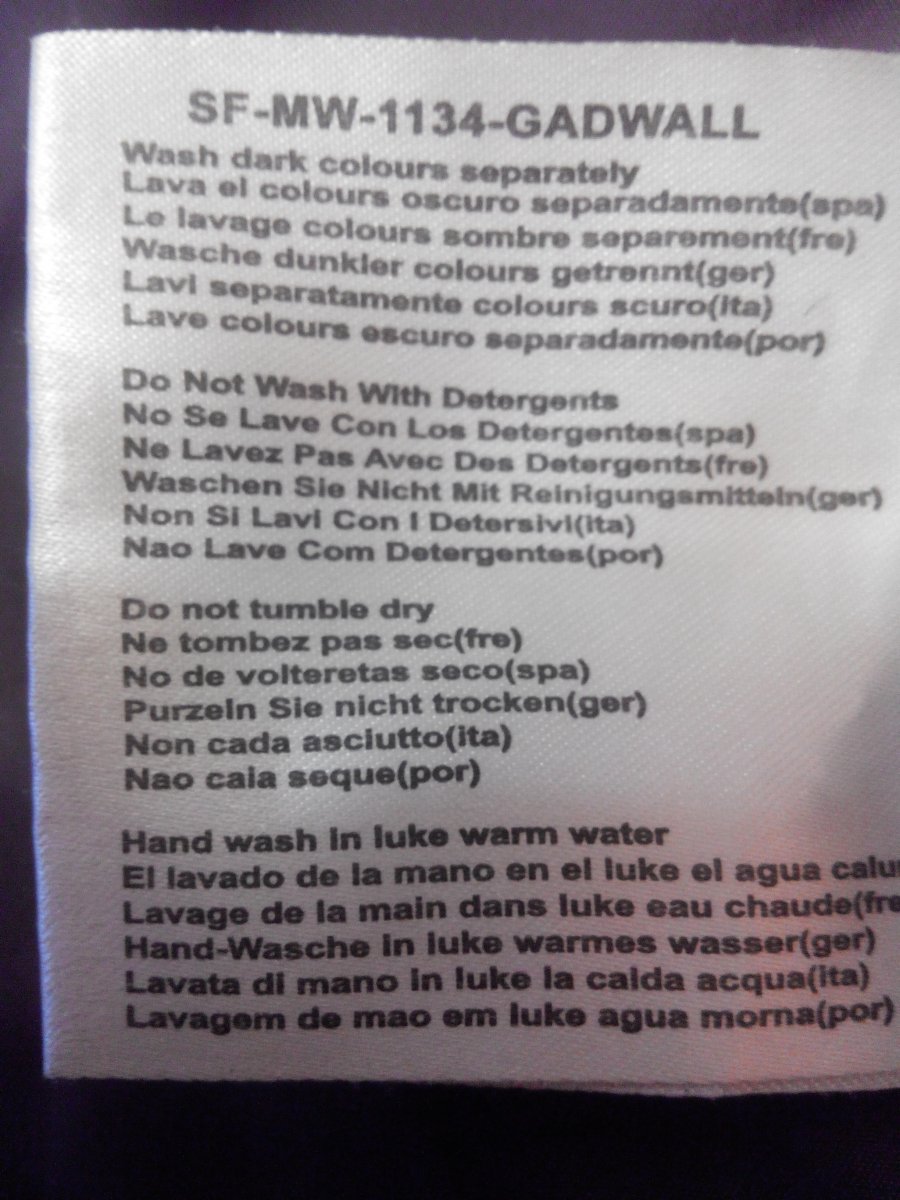 SF-MW-1134-GADWALL
Wash dark colours separately
Lava el colours oscuro separadamente(spa)
Le lavage colours sombre separement(fre)
Wasche dunkler colours getrennt(ger)
Lavi separatamente colours scuro(ita)
Lave colours escuro separadamente(por)
Do Not Wash With Detergents
No Se Lave Con Los Detergentes(spa)
Ne Lavez Pas Avec Des Detergents(fre)
Waschen Sie Nicht Mit Reinigungsmitteln(ger)
Non Si Lavi Con I Detersivi(ita)
Nao Lave Com Detergentes(por)
Do not tumble dry
Ne tombez pas sec(fre)
No de volteretas seco(spa)
Purzeln Sie nicht trocken(ger)
Non cada asciutto(ita)
Nao caia seque(por)
Hand wash in luke warm water
El lavado de la mano en el luke el agua
Lavage de la main dans luke eau chaude(fre
Hand-Wasche in luke warmes wasser(ger)
Lavata di mano in luke la calda acqua(ita)
Lavagem de mao em luke agua morna(por)